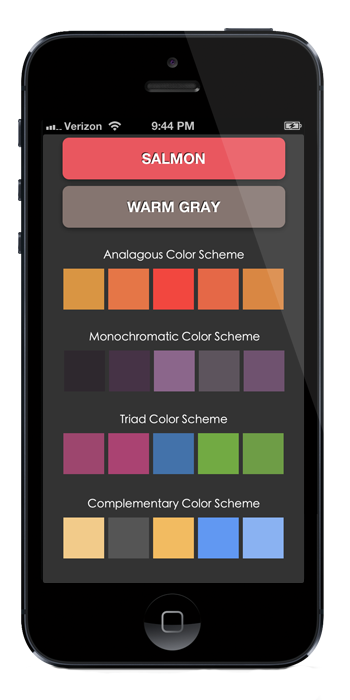 Verizon 9:44 PM
SALMON
WARM GRAY
Analagous Color Scheme
Monochromatic Color Scheme
Triad Color Scheme
Complementary Color Scheme